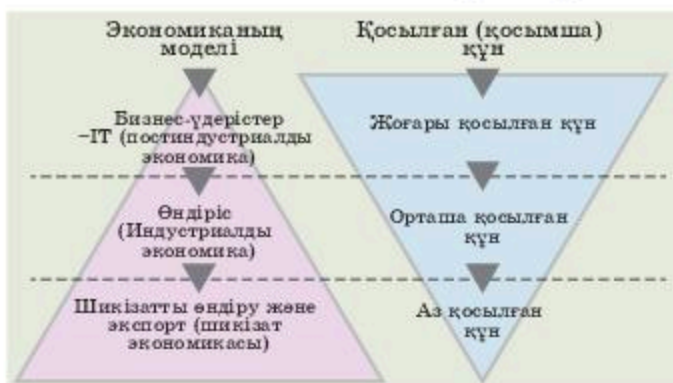 Экономиканың
моделі
Қосылған (қосымша)
құн
Бизнес-үдерістер
–IT (постиндустриалды
экономика)
Жоғары қосылған құн
Өндіріс
(Индустриалды
экономика)
Орташа қосылған
құн
Шикізатты өндіру және
экспорт (шикізат
экономикасы)
Аз қосылған
құн